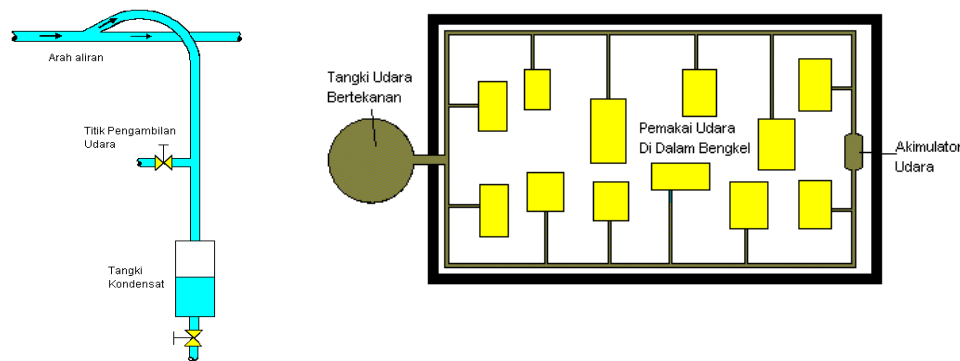 Arah aliran
Titik Pengambilan
Udara
Tangki
Kondensat
Tangki Udara
Bertekanan
Pemakai Udara
Di Dalam Bengkel
Akimulator
Udara